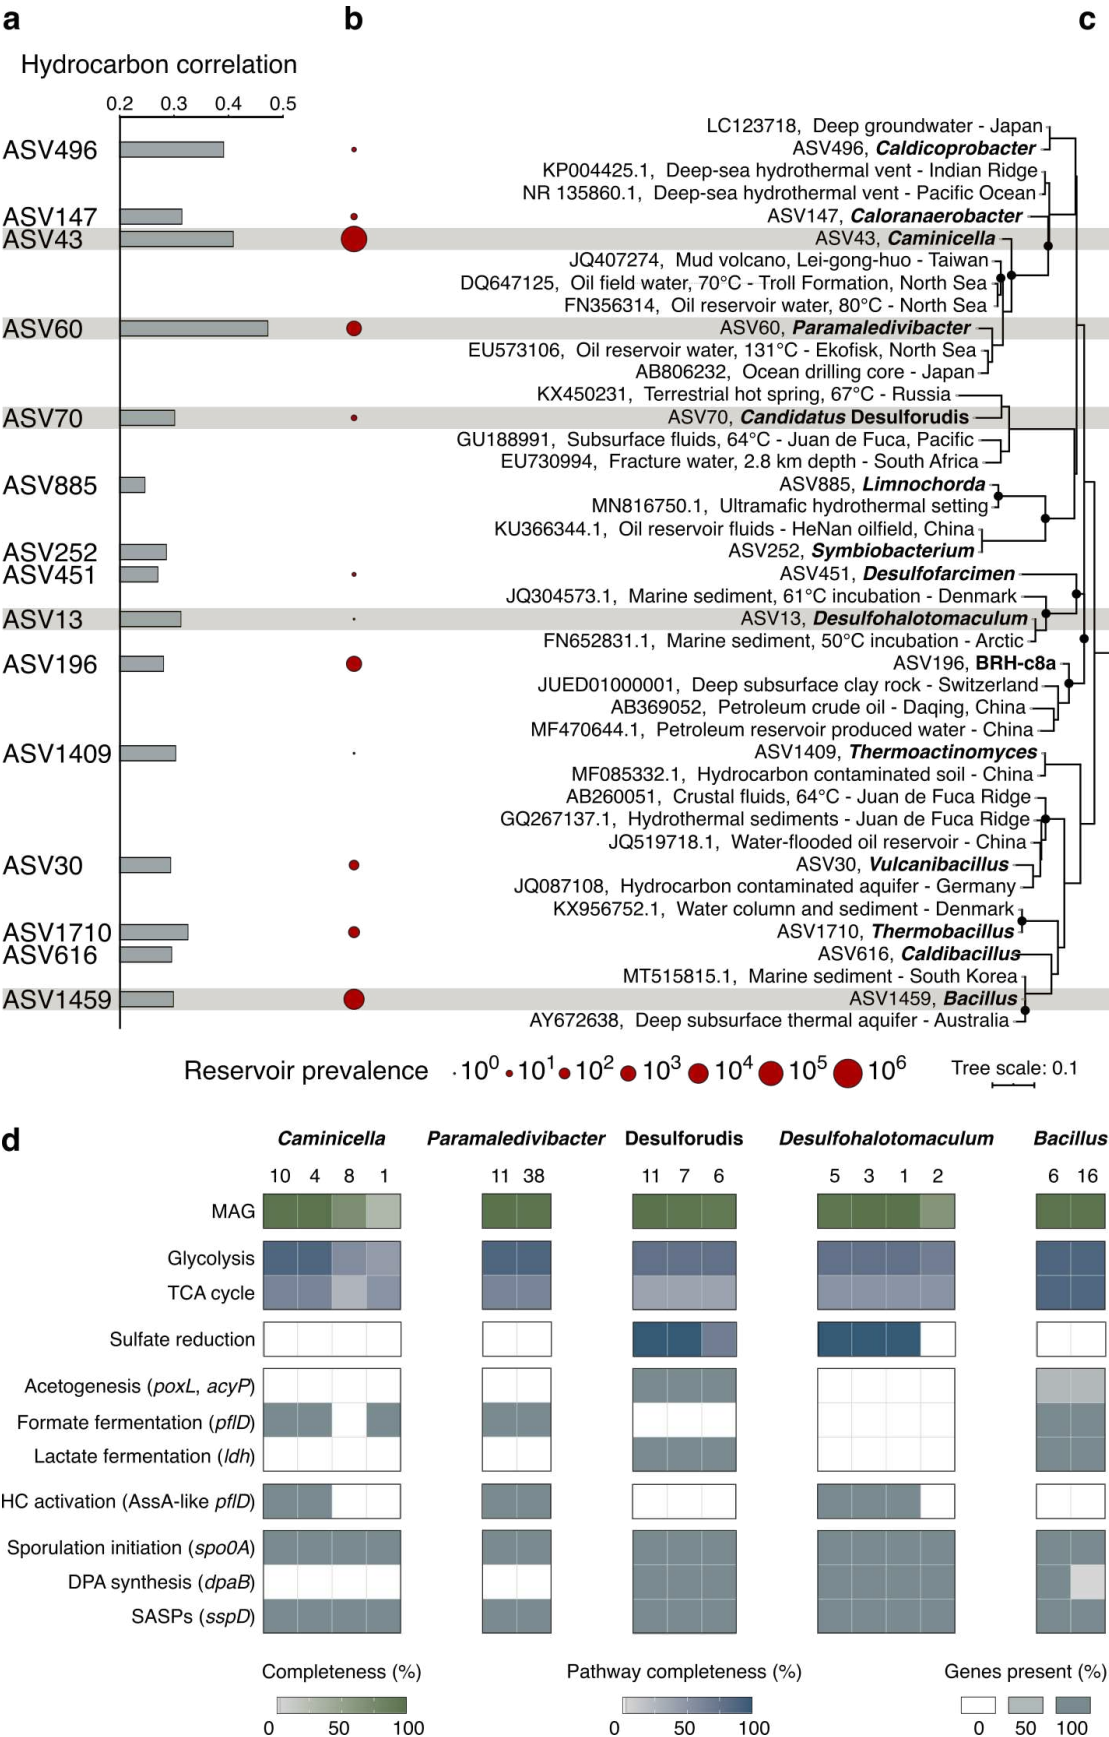 a
b
c
Hydrocarbon correlation
0.2 0.3 0.4 0.5
LC123718, Deep groundwater - Japan
ASV496
ASV496, Caldicoprobacter
KP004425.1, Deep-sea hydrothermal vent - Indian Ridge
NR 135860.1, Deep-sea hydrothermal vent - Pacific Ocean
ASV147
ASV147, Caloranaerobacter
ASV43
ASV43, Caminicella
JQ407274, Mud volcano, Lei-gong-huo - Taiwan
DQ647125, Oil field water, 70°C - Troll Formation, North Sea
FN356314, Oil reservoir water, 80°C - North Sea
ASV60
ASV60, Paramaledivibacter
EU573106, Oil reservoir water, 131°C - Ekofisk, North Sea
AB806232, Ocean drilling core - Japan
KX450231, Terrestrial hot spring, 67°C - Russia
ASV70
ASV70, Candidatus Desulforudis
GU188991, Subsurface fluids, 64°C - Juan de Fuca, Pacific
EU730994, Fracture water, 2.8 km depth - South Africa
ASV885
ASV885, Limnochorda
MN816750.1, Ultramafic hydrothermal setting
KU366344.1, Oil reservoir fluids - HeNan oilfield, China
ASV252
ASV252, Symbiobacterium
ASV451
ASV451, Desulfofarcimen
JQ304573.1, Marine sediment, 61°C incubation - Denmark
ASV13
ASV13, Desulfohalotomaculum
FN652831.1, Marine sediment, 50°C incubation - Arctic
ASV196
ASV196, BRH-c8a
JUED01000001, Deep subsurface clay rock - Switzerland
AB369052, Petroleum crude oil - Daqing, China
MF470644.1, Petroleum reservoir produced water - China
ASV1409
ASV1409, Thermoactinomyces
MF085332.1, Hydrocarbon contaminated soil - China
AB260051, Crustal fluids, 64°C - Juan de Fuca Ridge
GQ267137.1, Hydrothermal sediments - Juan de Fuca Ridge
JQ519718.1, Water-flooded oil reservoir - China
ASV30
ASV30, Vulcanibacillus
JQ087108, Hydrocarbon contaminated aquifer - Germany
KX956752.1, Water column and sediment - Denmark
ASV1710
ASV1710, Thermobacillus
ASV616
ASV616, Caldibacillus
MT515815.1, Marine sediment - South Korea
ASV1459
ASV1459, Bacillus
AY672638, Deep subsurface thermal aquifer - Australia
Reservoir prevalence 10⁰ 10¹ 10² 10³ 10⁴ 10⁵ 10⁶
Tree scale: 0.1
d
Caminicella Paramaledivibacter Desulforudis Desulfohalotomaculum Bacillus
10 4 8 1 11 38 11 7 6 5 3 1 2 6 16
MAG
Glycolysis
TCA cycle
Sulfate reduction
Acetogenesis (poxL, acyP)
Formate fermentation (pflD)
Lactate fermentation (ldh)
HC activation (AssA-like pflD)
Sporulation initiation (spo0A)
DPA synthesis (dpaB)
SASPs (sspD)
Completeness (%) Pathway completeness (%) Genes present (%)
0 50 100 0 50 100 0 50 100